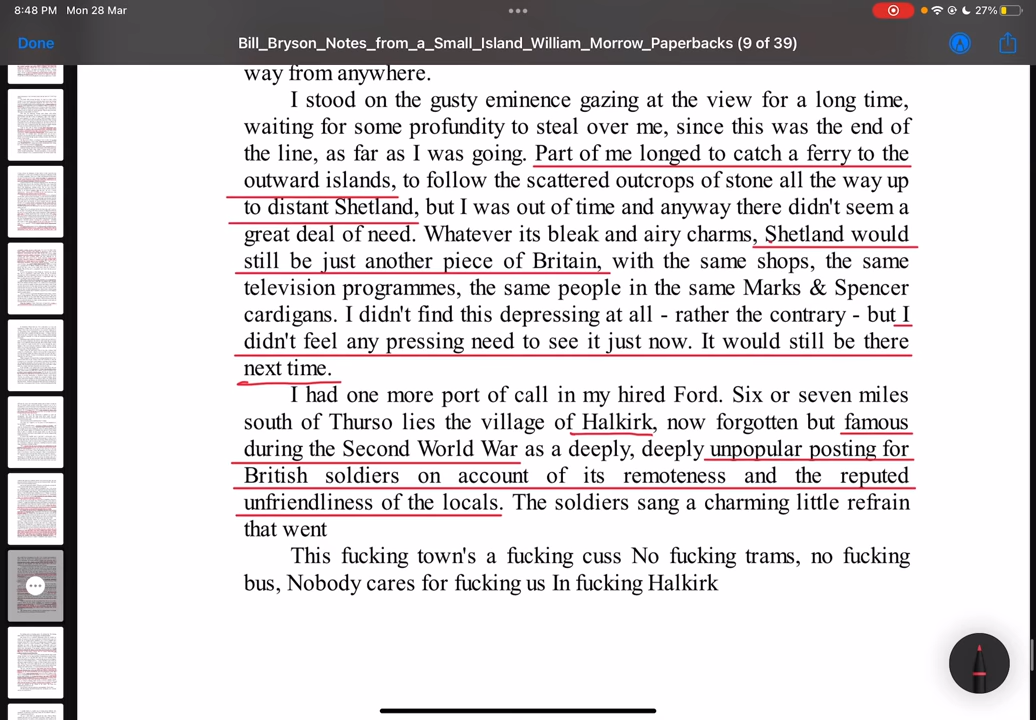 8:48 PM Mon 28 Mar
27%
Done
Bill_Bryson_Notes_from_a_Small_Island_William_Morrow_Paperbacks (9 of 39)
way from anywhere.
I stood on the gusty eminence gazing at the view for a long time,
waiting for some profundity to steal over me, since this was the end of
the line, as far as I was going. Part of me longed to catch a ferry to the
outward islands, to follow the scattered outcrops of stone all the way up
to distant Shetland, but I was out of time and anyway there didn't seem a
great deal of need. Whatever its bleak and airy charms, Shetland would
still be just another piece of Britain, with the same shops, the same
television programmes, the same people in the same Marks & Spencer
cardigans. I didn't find this depressing at all - rather the contrary - but I
didn't feel any pressing need to see it just now. It would still be there
next time.
I had one more port of call in my hired Ford. Six or seven miles
south of Thurso lies the village of Halkirk, now forgotten but famous
during the Second World War as a deeply, deeply unpopular posting for
British soldiers on account of its remoteness and the reputed
unfriendliness of the locals. The soldiers sang a charming little refrain
that went
This fucking town's a fucking cuss No fucking trams, no fucking
bus, Nobody cares for fucking us In fucking Halkirk